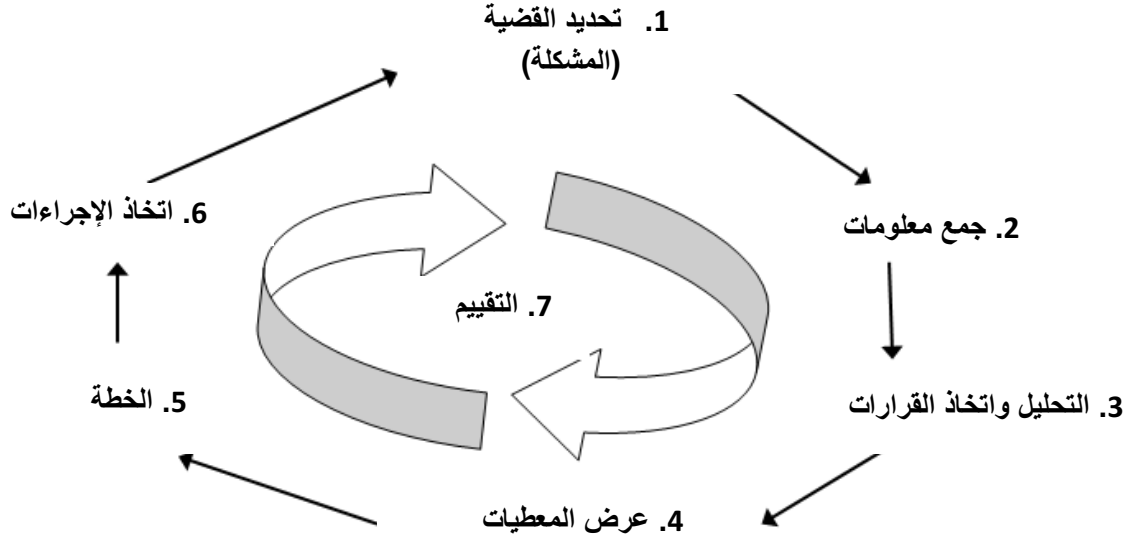 1. تحديد القضية
(المشكلة)
2. جمع معلومات
3. التحليل واتخاذ القرارات
4. عرض المعطيات
5. الخطة
6. اتخاذ الإجراءات
7. التقييم